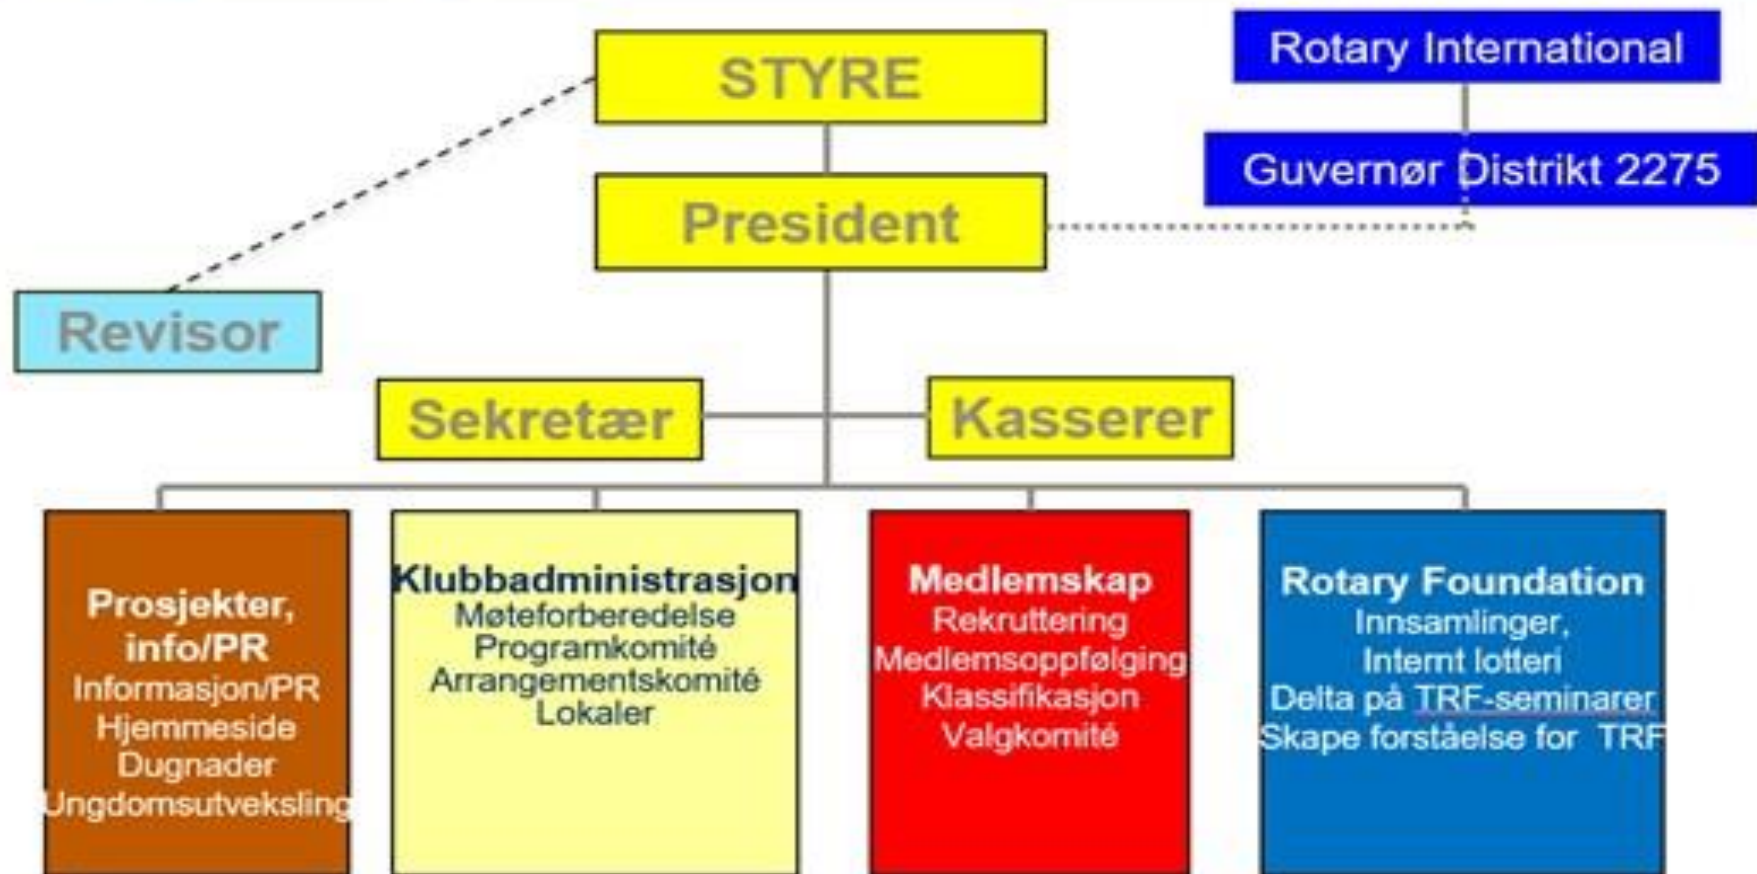 STYRE
Rotary International
Guvernør Distrikt 2275
President
Revisor
Sekretær
Kasserer
Prosjekter,
info/PR
Informasjon/PR
Hjemmeside
Dugnader
Ungdomsutveksling
Klubbadministrasjon
Møteforberedelse
Programkomité
Arrangementskomité
Lokaler
Medlemskap
Rekruttering
Medlemsoppfølging
Klassifikasjon
Valgkomité
Rotary Foundation
Innsamlinger,
Internt lotteri
Delta på TRF-seminarer
Skape forståelse for TRF